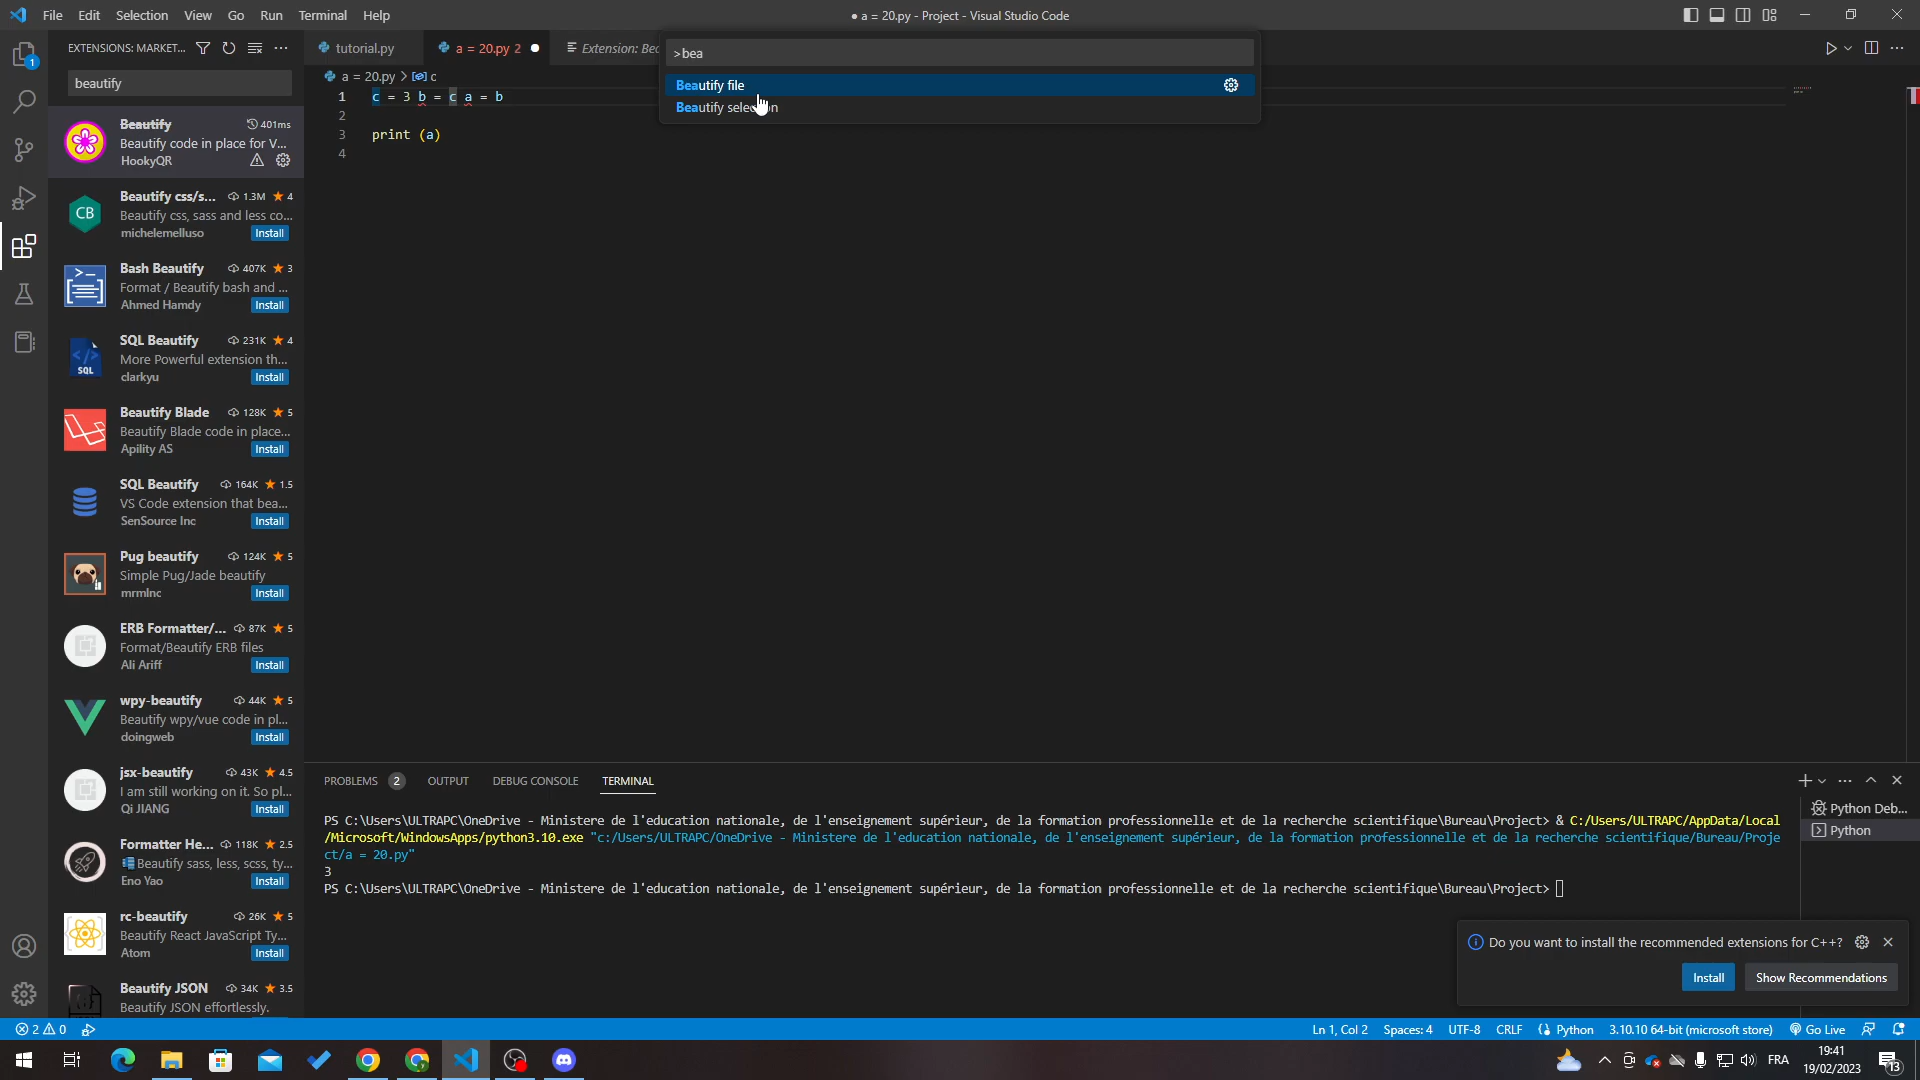 File Edit Selection View Go Run Terminal Help
● a = 20.py - Project - Visual Studio Code
EXTENSIONS: MARKET...
beautify
Beautify 401ms
Beautify code in place for V...
HookyQR
Beautify css/s... 1.3M ★ 4
Beautify css, sass and less co...
michelemelluso Install
CB
Bash Beautify 407K ★ 3
Format / Beautify bash and ...
Ahmed Hamdy Install
SQL Beautify 231K ★ 4
More Powerful extension th...
clarkyu Install
SQL
Beautify Blade 128K ★ 5
Beautify Blade code in place...
Apility AS Install
SQL Beautify 164K ★ 1.5
VS Code extension that bea...
SenSource Inc Install
Pug beautify 124K ★ 5
Simple Pug/Jade beautify
mrmlnc Install
ERB Formatter/... 87K ★ 5
Format/Beautify ERB files
Ali Ariff Install
wpy-beautify 44K ★ 5
Beautify wpy/vue code in pl...
doingweb Install
jsx-beautify 43K ★ 4.5
I am still working on it. So pl...
Qi JIANG Install
Formatter He... 118K ★ 2.5
Beautify sass, less, scss, ty...
Eno Yao Install
rc-beautify 26K ★ 5
Beautify React JavaScript Ty...
Atom Install
Beautify JSON 34K ★ 3.5
Beautify JSON effortlessly.
tutorial.py a = 20.py 2 ● Extension: Bea
a = 20.py > c
1 c = 3 b = c a = b
2
3 print (a)
4
>bea
Beautify file
Beautify selection
PROBLEMS 2 OUTPUT DEBUG CONSOLE TERMINAL
PS C:\Users\ULTRAPC\OneDrive - Ministere de l'education nationale, de l'enseignement supérieur, de la formation professionnelle et de la recherche scientifique\Bureau\Project> & C:/Users/ULTRAPC/AppData/Local
/Microsoft/WindowsApps/python3.10.exe "c:/Users/ULTRAPC/OneDrive - Ministere de l'education nationale, de l'enseignement supérieur, de la formation professionnelle et de la recherche scientifique/Bureau/Proje
ct/a = 20.py"
3
PS C:\Users\ULTRAPC\OneDrive - Ministere de l'education nationale, de l'enseignement supérieur, de la formation professionnelle et de la recherche scientifique\Bureau\Project>
Python Deb...
Python
Do you want to install the recommended extensions for C++?
Install Show Recommendations
2 0
Ln 1, Col 2 Spaces: 4 UTF-8 CRLF Python 3.10.10 64-bit (microsoft store) Go Live
FRA
19:41
19/02/2023
13
1